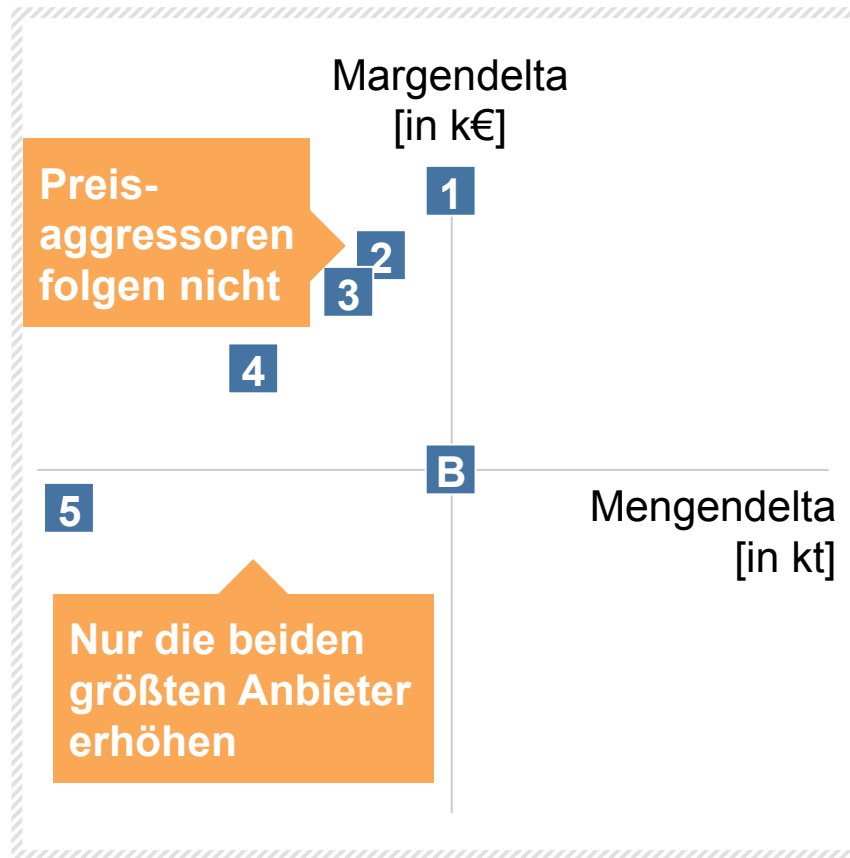 Margendelta
[in k€]
Preis-
aggressoren
folgen nicht
1
2
3
4
B
5
Mengendelta
[in kt]
Nur die beiden
größten Anbieter
erhöhen